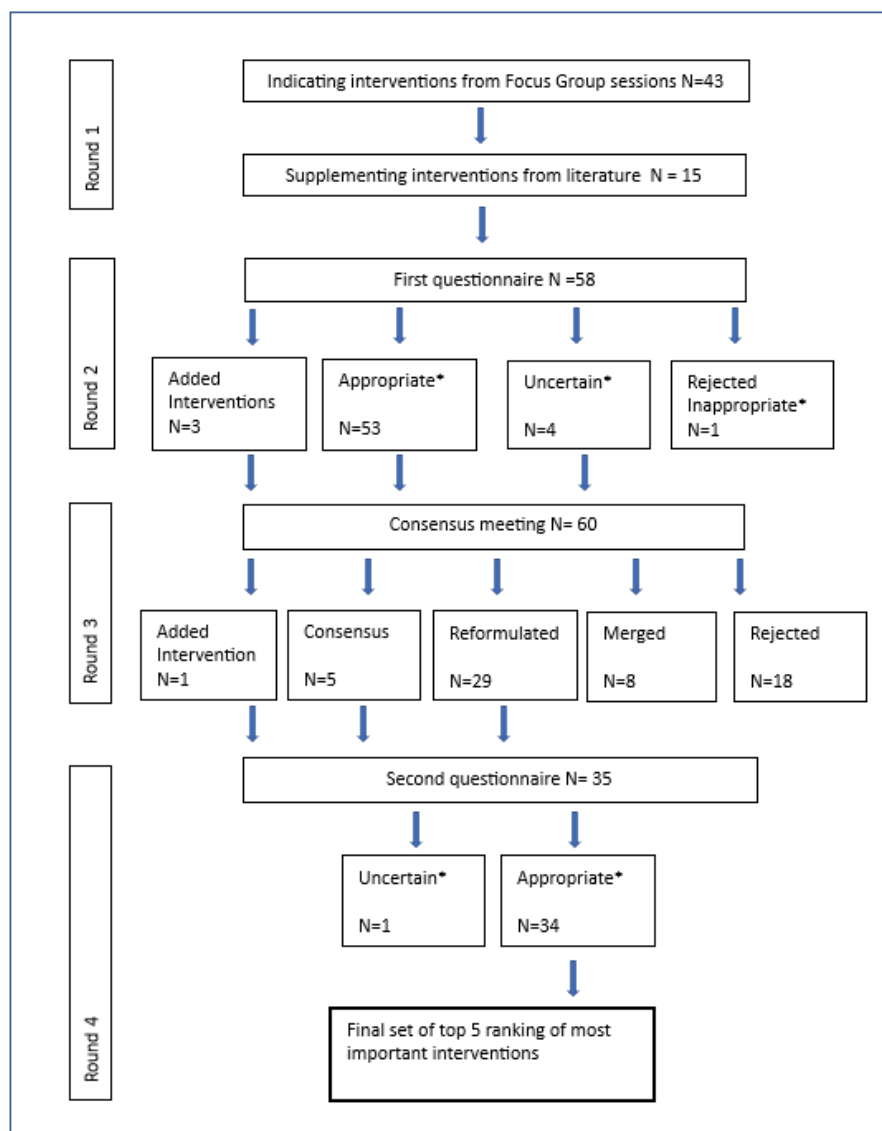 Round 1
Indicating interventions from Focus Group sessions N=43
Supplementing interventions from literature N = 15
Round 2
First questionnaire N =58
Added
Interventions
N=3
Appropriate*
N=53
Uncertain*
N=4
Rejected
Inappropriate*
N=1
Round 3
Consensus meeting N= 60
Added
Intervention
N=1
Consensus
N=5
Reformulated
N=29
Merged
N=8
Rejected
N=18
Round 4
Second questionnaire N= 35
Uncertain*
N=1
Appropriate*
N=34
Final set of top 5 ranking of most
important interventions